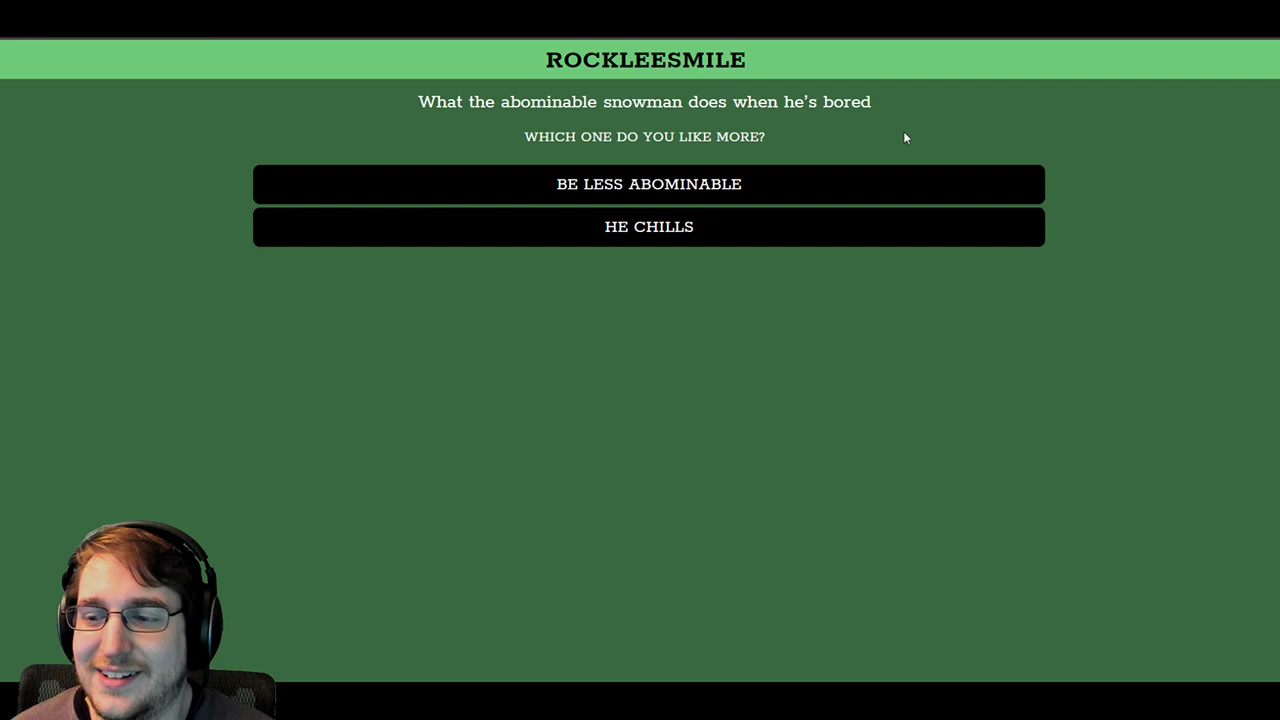 ROCKLEESMILE
What the abominable snowman does when he's bored
WHICH ONE DO YOU LIKE MORE?
BE LESS ABOMINABLE
HE CHILLS